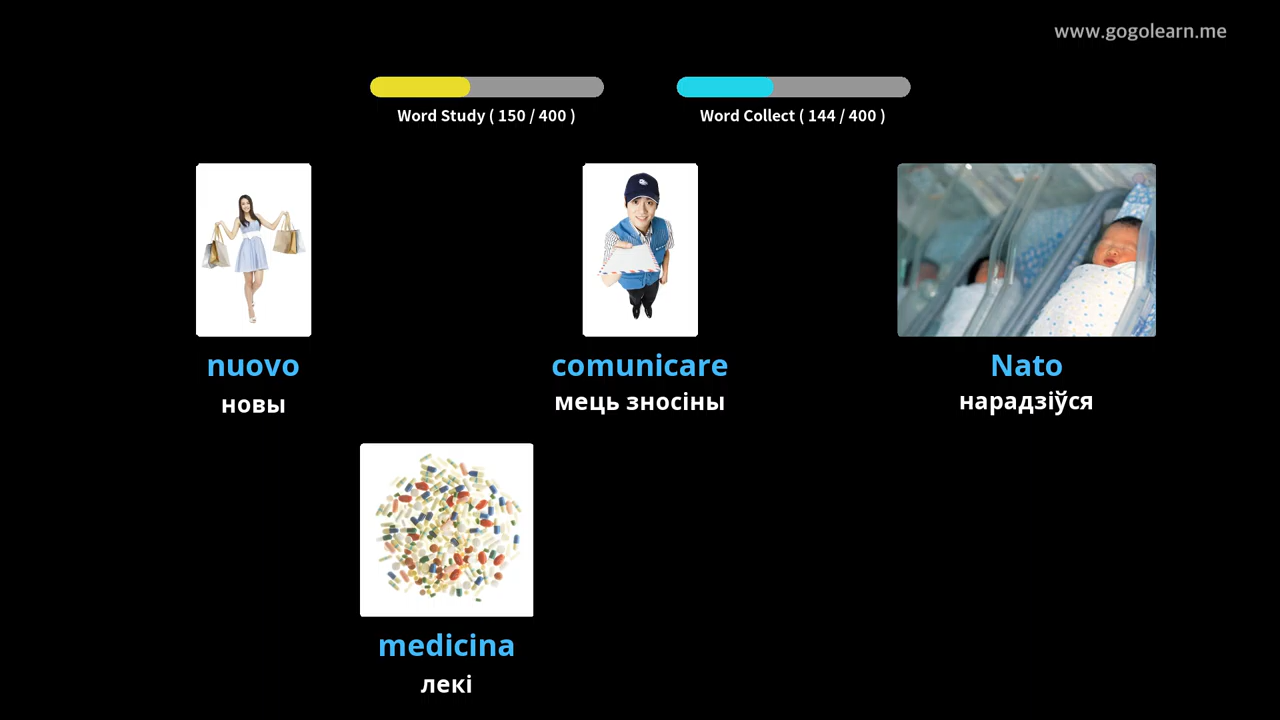 www.gogolearn.me
Word Study ( 150 / 400 )
Word Collect ( 144 / 400 )
nuovo
новы
comunicare
мець зносіны
Nato
нарадзіўся
medicina
лекі